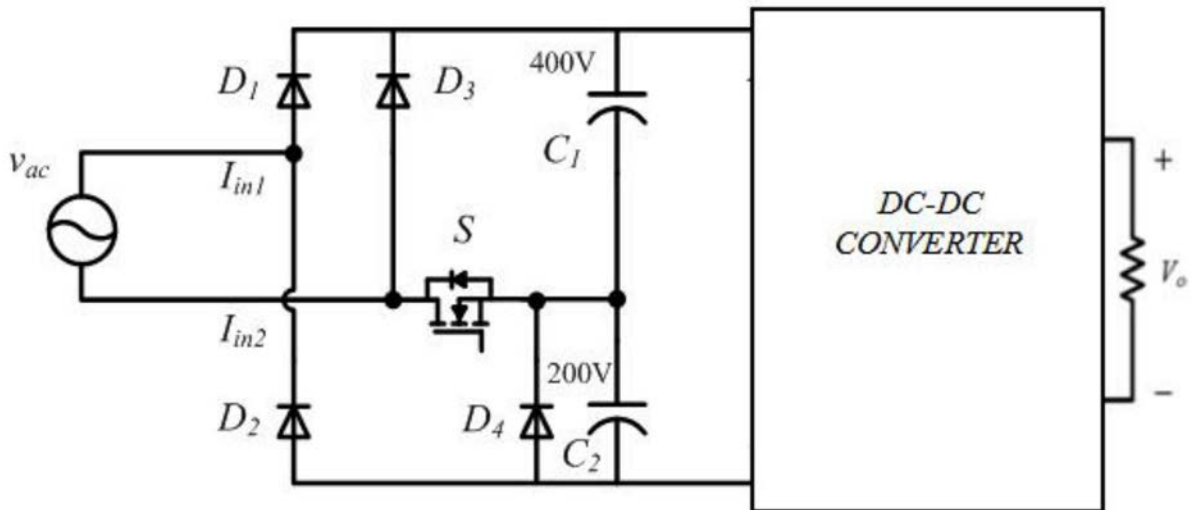 400V
D1
D3
C1
vac
Iin1
S
DC-DC
CONVERTER
+
Vo
Iin2
200V
D2
D4
C2
−